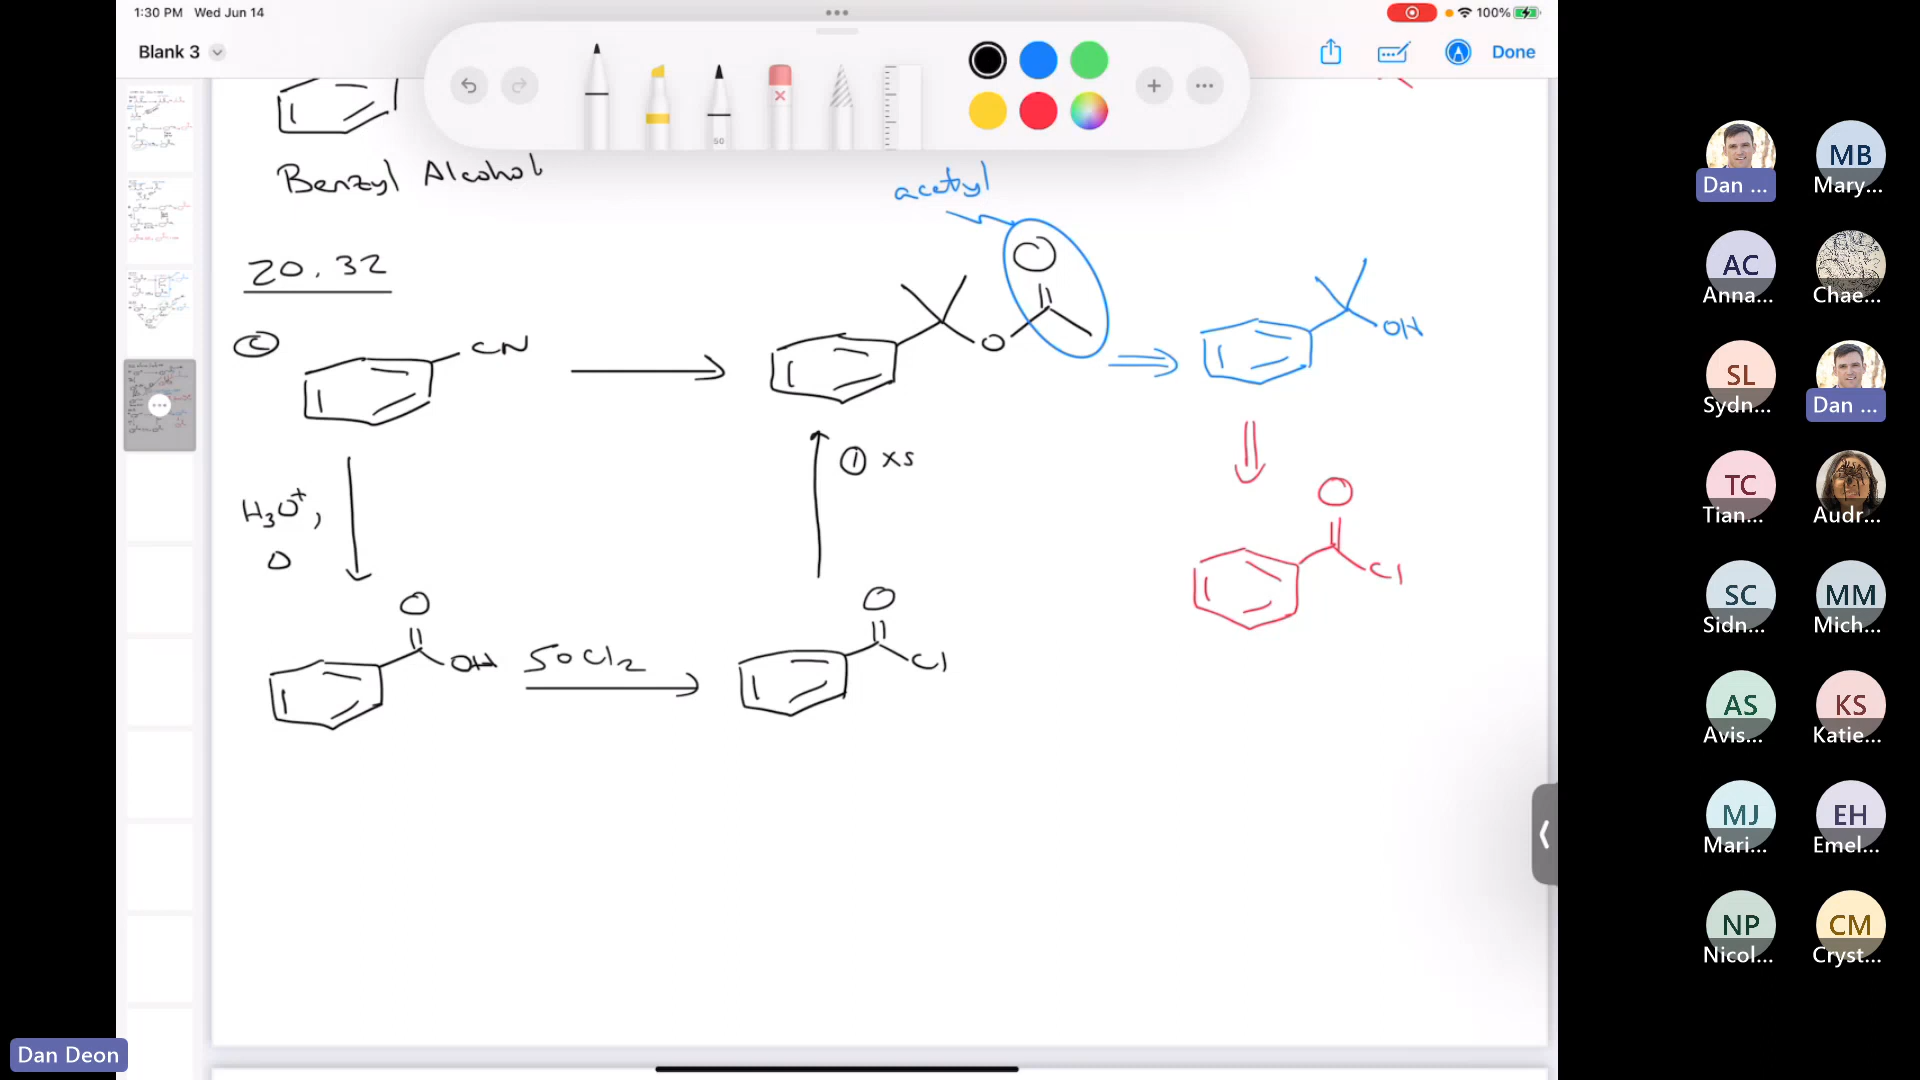 1:30 PM Wed Jun 14
100%
Blank 3
Done
50
Benzyl Alcohol
acetyl
20.32
C
CN
O
O
OH
① xs
H3O+,
Δ
O
Cl
O
OH
SOCl2
O
Cl
Dan ...
MB
Mary...
AC
Anna...
Chae...
SL
Sydn...
Dan ...
TC
Tian...
Audr...
SC
Sidn...
MM
Mich...
AS
Avis...
KS
Katie...
MJ
Mari...
EH
Emel...
NP
Nicol...
CM
Cryst...
Dan Deon